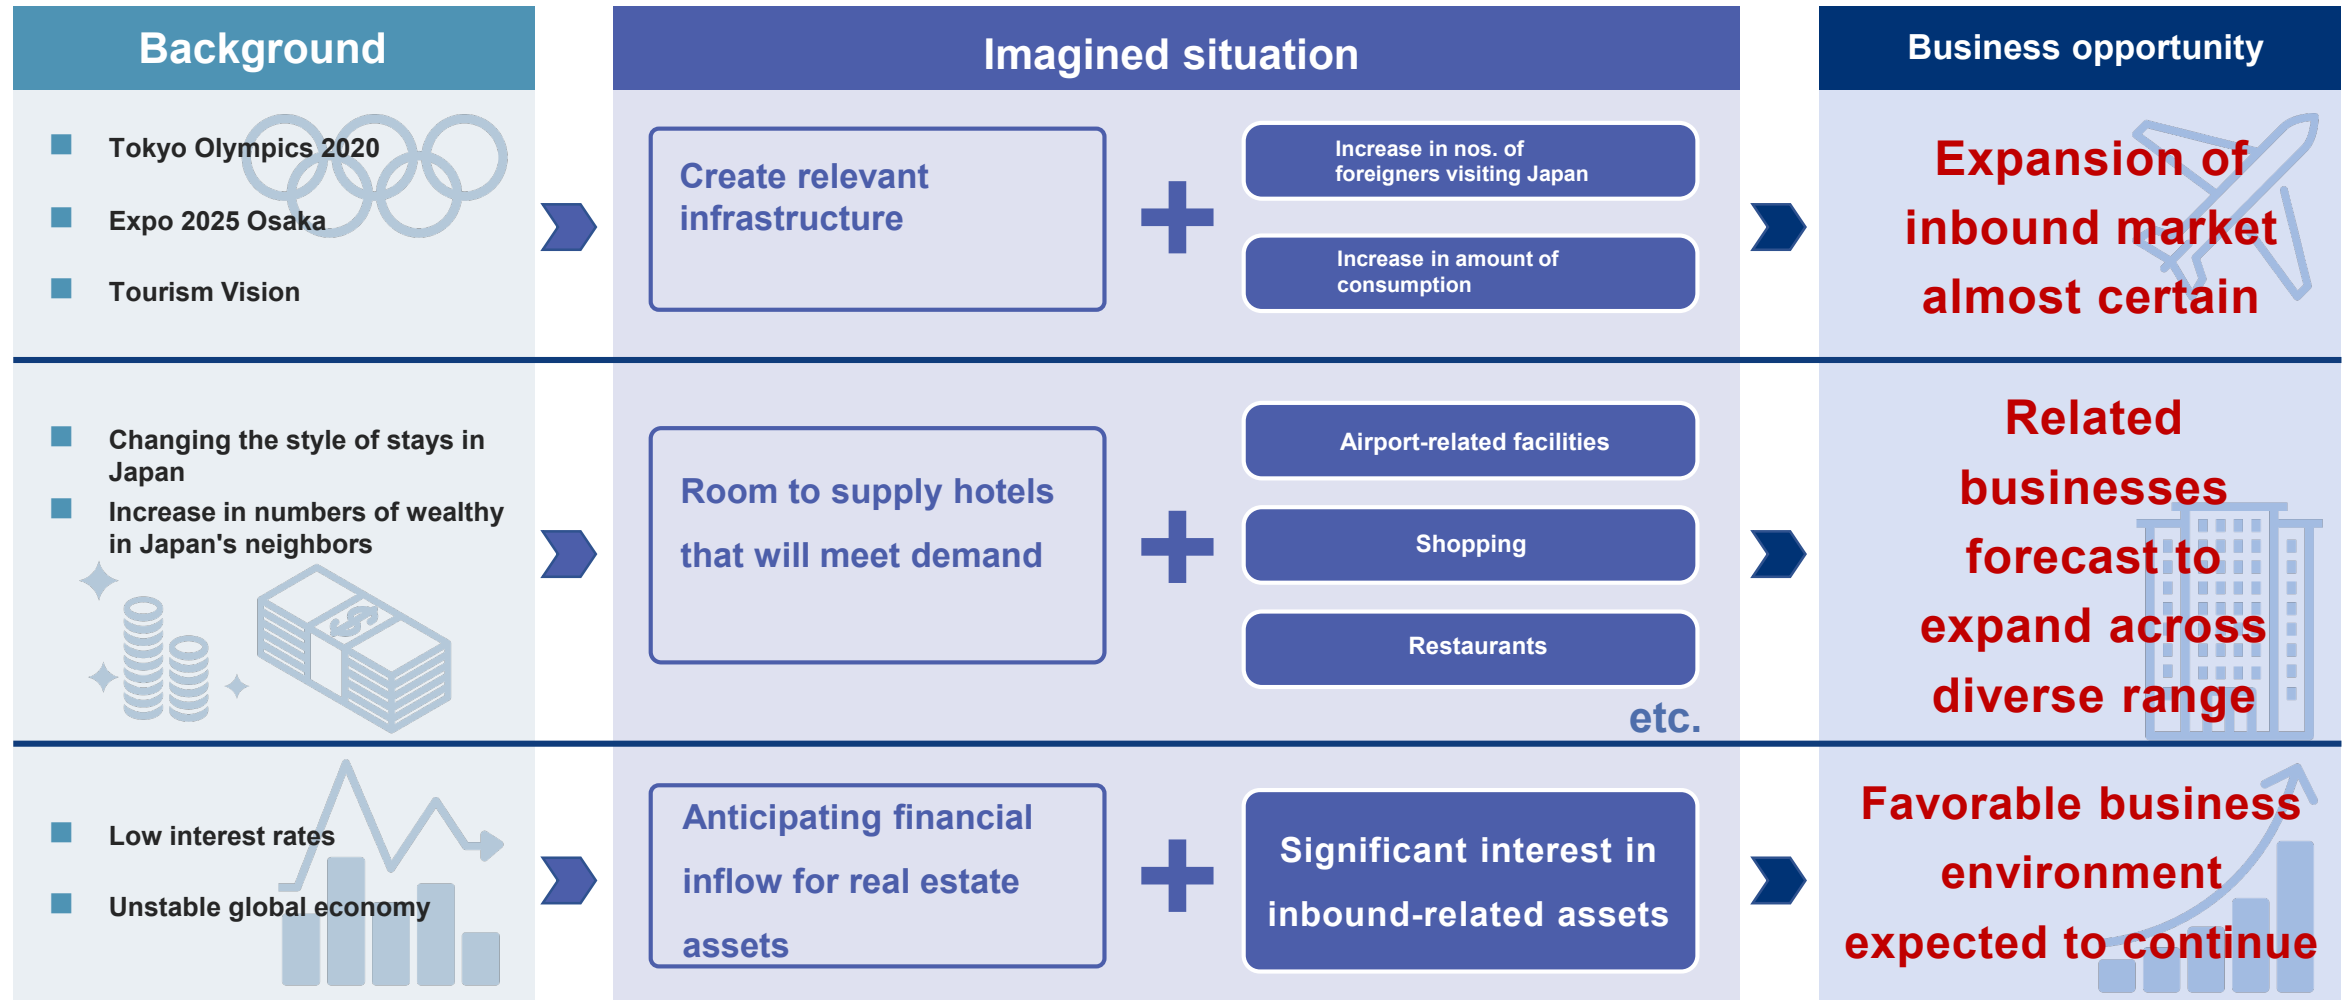 Background
Imagined situation
Business opportunity
Tokyo Olympics 2020
Expo 2025 Osaka
Tourism Vision
Create relevant
infrastructure
Increase in nos. of
foreigners visiting Japan
Increase in amount of
consumption
Expansion of
inbound market
almost certain
Changing the style of stays in
Japan
Increase in numbers of wealthy
in Japan's neighbors
Room to supply hotels
that will meet demand
Airport-related facilities
Shopping
Restaurants
etc.
Related
businesses
forecast to
expand across
diverse range
Low interest rates
Unstable global economy
Anticipating financial
inflow for real estate
assets
Significant interest in
inbound-related assets
Favorable business
environment
expected to continue